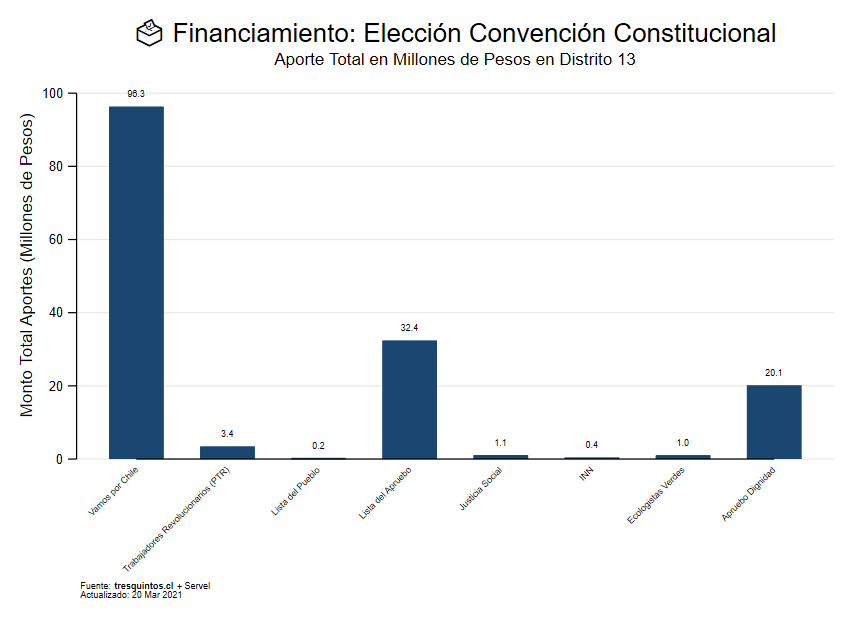 Financiamiento: Elección Convención Constitucional
Aporte Total en Millones de Pesos en Distrito 13
Monto Total Aportes (Millones de Pesos)
100
80
60
40
20
0
96.3
3.4
0.2
32.4
1.1
0.4
1.0
20.1
Vamos por Chile
Trabajadores Revolucionarios (PTR)
Lista del Pueblo
Lista del Apruebo
Justicia Social
INN
Ecologistas Verdes
Apruebo Dignidad
Fuente: tresquintos.cl + Servel
Actualizado: 20 Mar 2021